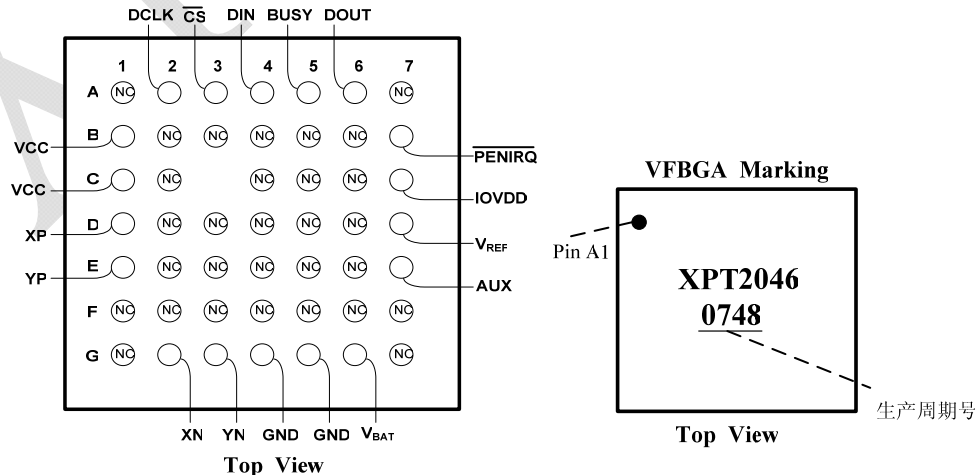 DCLK CS DIN BUSY DOUT
1 2 3 4 5 6 7
A NC NC
B NC NC NC NC NC
VCC
PENIRQ
C NC NC NC NC
VCC
IOVDD
D NC NC NC NC NC
XP
VREF
E NC NC NC NC NC
YP
AUX
F NC NC NC NC NC NC NC
G NC NC
XN YN GND GND VBAT
Top View
VFBGA Marking
Pin A1
XPT2046
0748
生产周期号
Top View